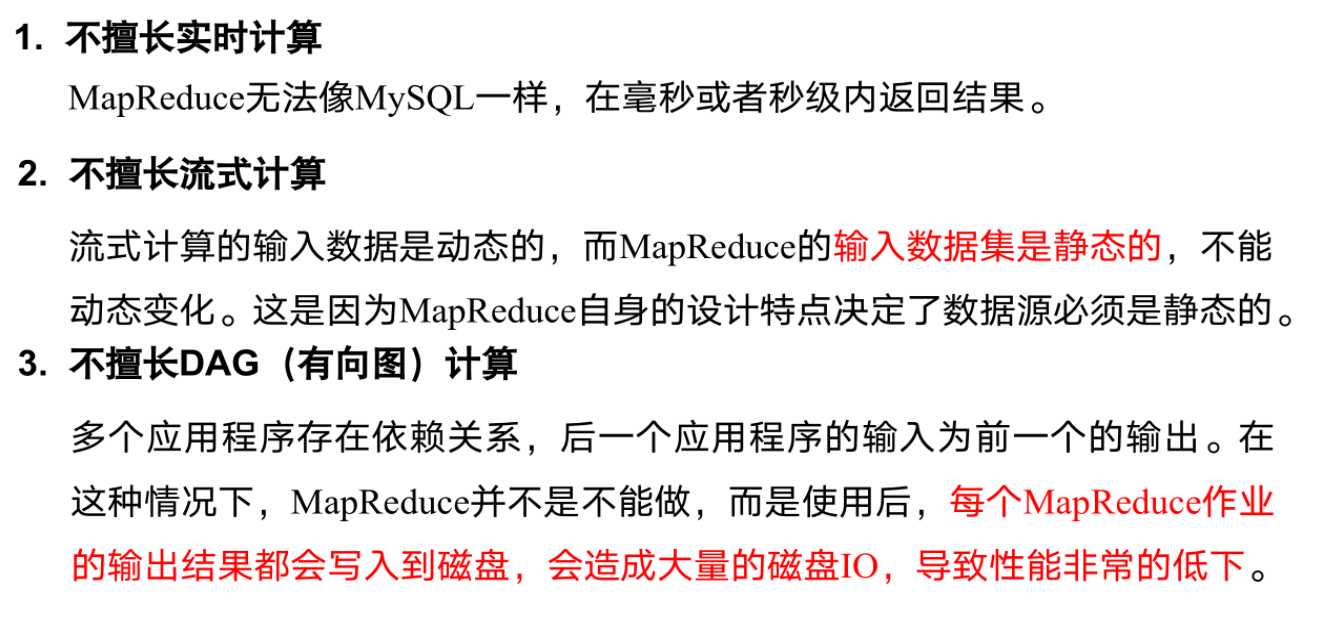 1. 不擅长实时计算
MapReduce无法像MySQL一样，在毫秒或者秒级内返回结果。
2. 不擅长流式计算
流式计算的输入数据是动态的，而MapReduce的输入数据集是静态的，不能
动态变化。这是因为MapReduce自身的设计特点决定了数据源必须是静态的。
3. 不擅长DAG（有向图）计算
多个应用程序存在依赖关系，后一个应用程序的输入为前一个的输出。在
这种情况下，MapReduce并不是不能做，而是使用后，每个MapReduce作业
的输出结果都会写入到磁盘，会造成大量的磁盘IO，导致性能非常的低下。